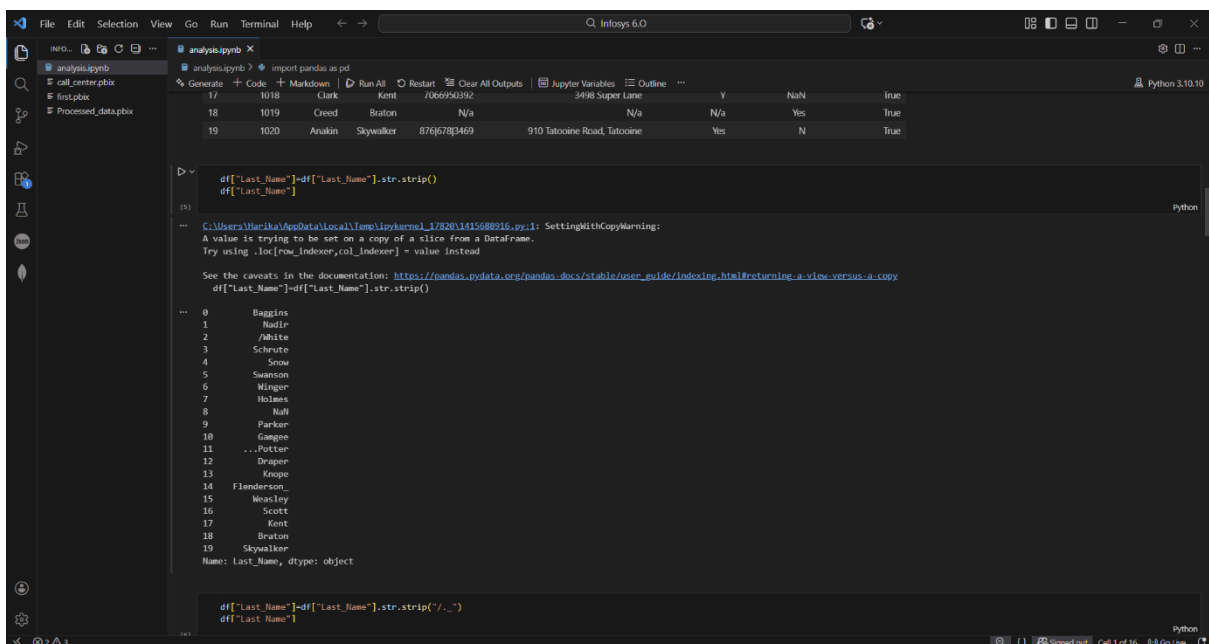 File Edit Selection View Go Run Terminal Help
Infosys 6.0
INFO...
analysis.ipynb
call_center.pbix
first.pbix
Processed_data.pbix
analysis.ipynb
analysis.ipynb > import pandas as pd
Generate + Code + Markdown | Run All Restart Clear All Outputs | Jupyter Variables Outline ...
Python 3.10.10
17 1018 Clark Kent 7066950392 3498 Super Lane Y NaN True
18 1019 Creed Braton N/a N/a N/a Yes True
19 1020 Anakin Skywalker 876|678|3469 910 Tatooine Road, Tatooine Yes N True
df["Last_Name"]=df["Last_Name"].str.strip()
df["Last_Name"]
[5]
Python
... C:\Users\Harika\AppData\Local\Temp\ipykernel_17820\1415688916.py:1: SettingWithCopyWarning:
A value is trying to be set on a copy of a slice from a DataFrame.
Try using .loc[row_indexer,col_indexer] = value instead
See the caveats in the documentation: https://pandas.pydata.org/pandas-docs/stable/user_guide/indexing.html#returning-a-view-versus-a-copy
df["Last_Name"]=df["Last_Name"].str.strip()
... 0 Baggins
1 Nadir
2 /White
3 Schrute
4 Snow
5 Swanson
6 Winger
7 Holmes
8 NaN
9 Parker
10 Gamgee
11 ...Potter
12 Draper
13 Knope
14 Flenderson_
15 Weasley
16 Scott
17 Kent
18 Braton
19 Skywalker
Name: Last_Name, dtype: object
df["Last_Name"]=df["Last_Name"].str.strip("/._")
df["Last_Name"]
[6]
Python
2 3
Signed out Cell 1 of 16 Go Live